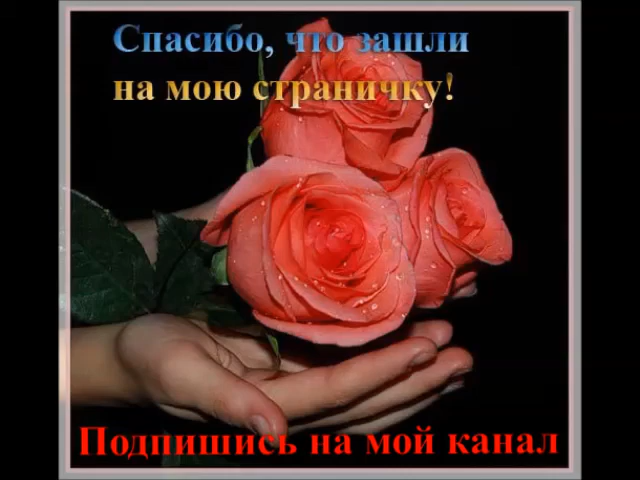 Спасибо, что зашли
на мою страничку!
Подпишись на мой канал